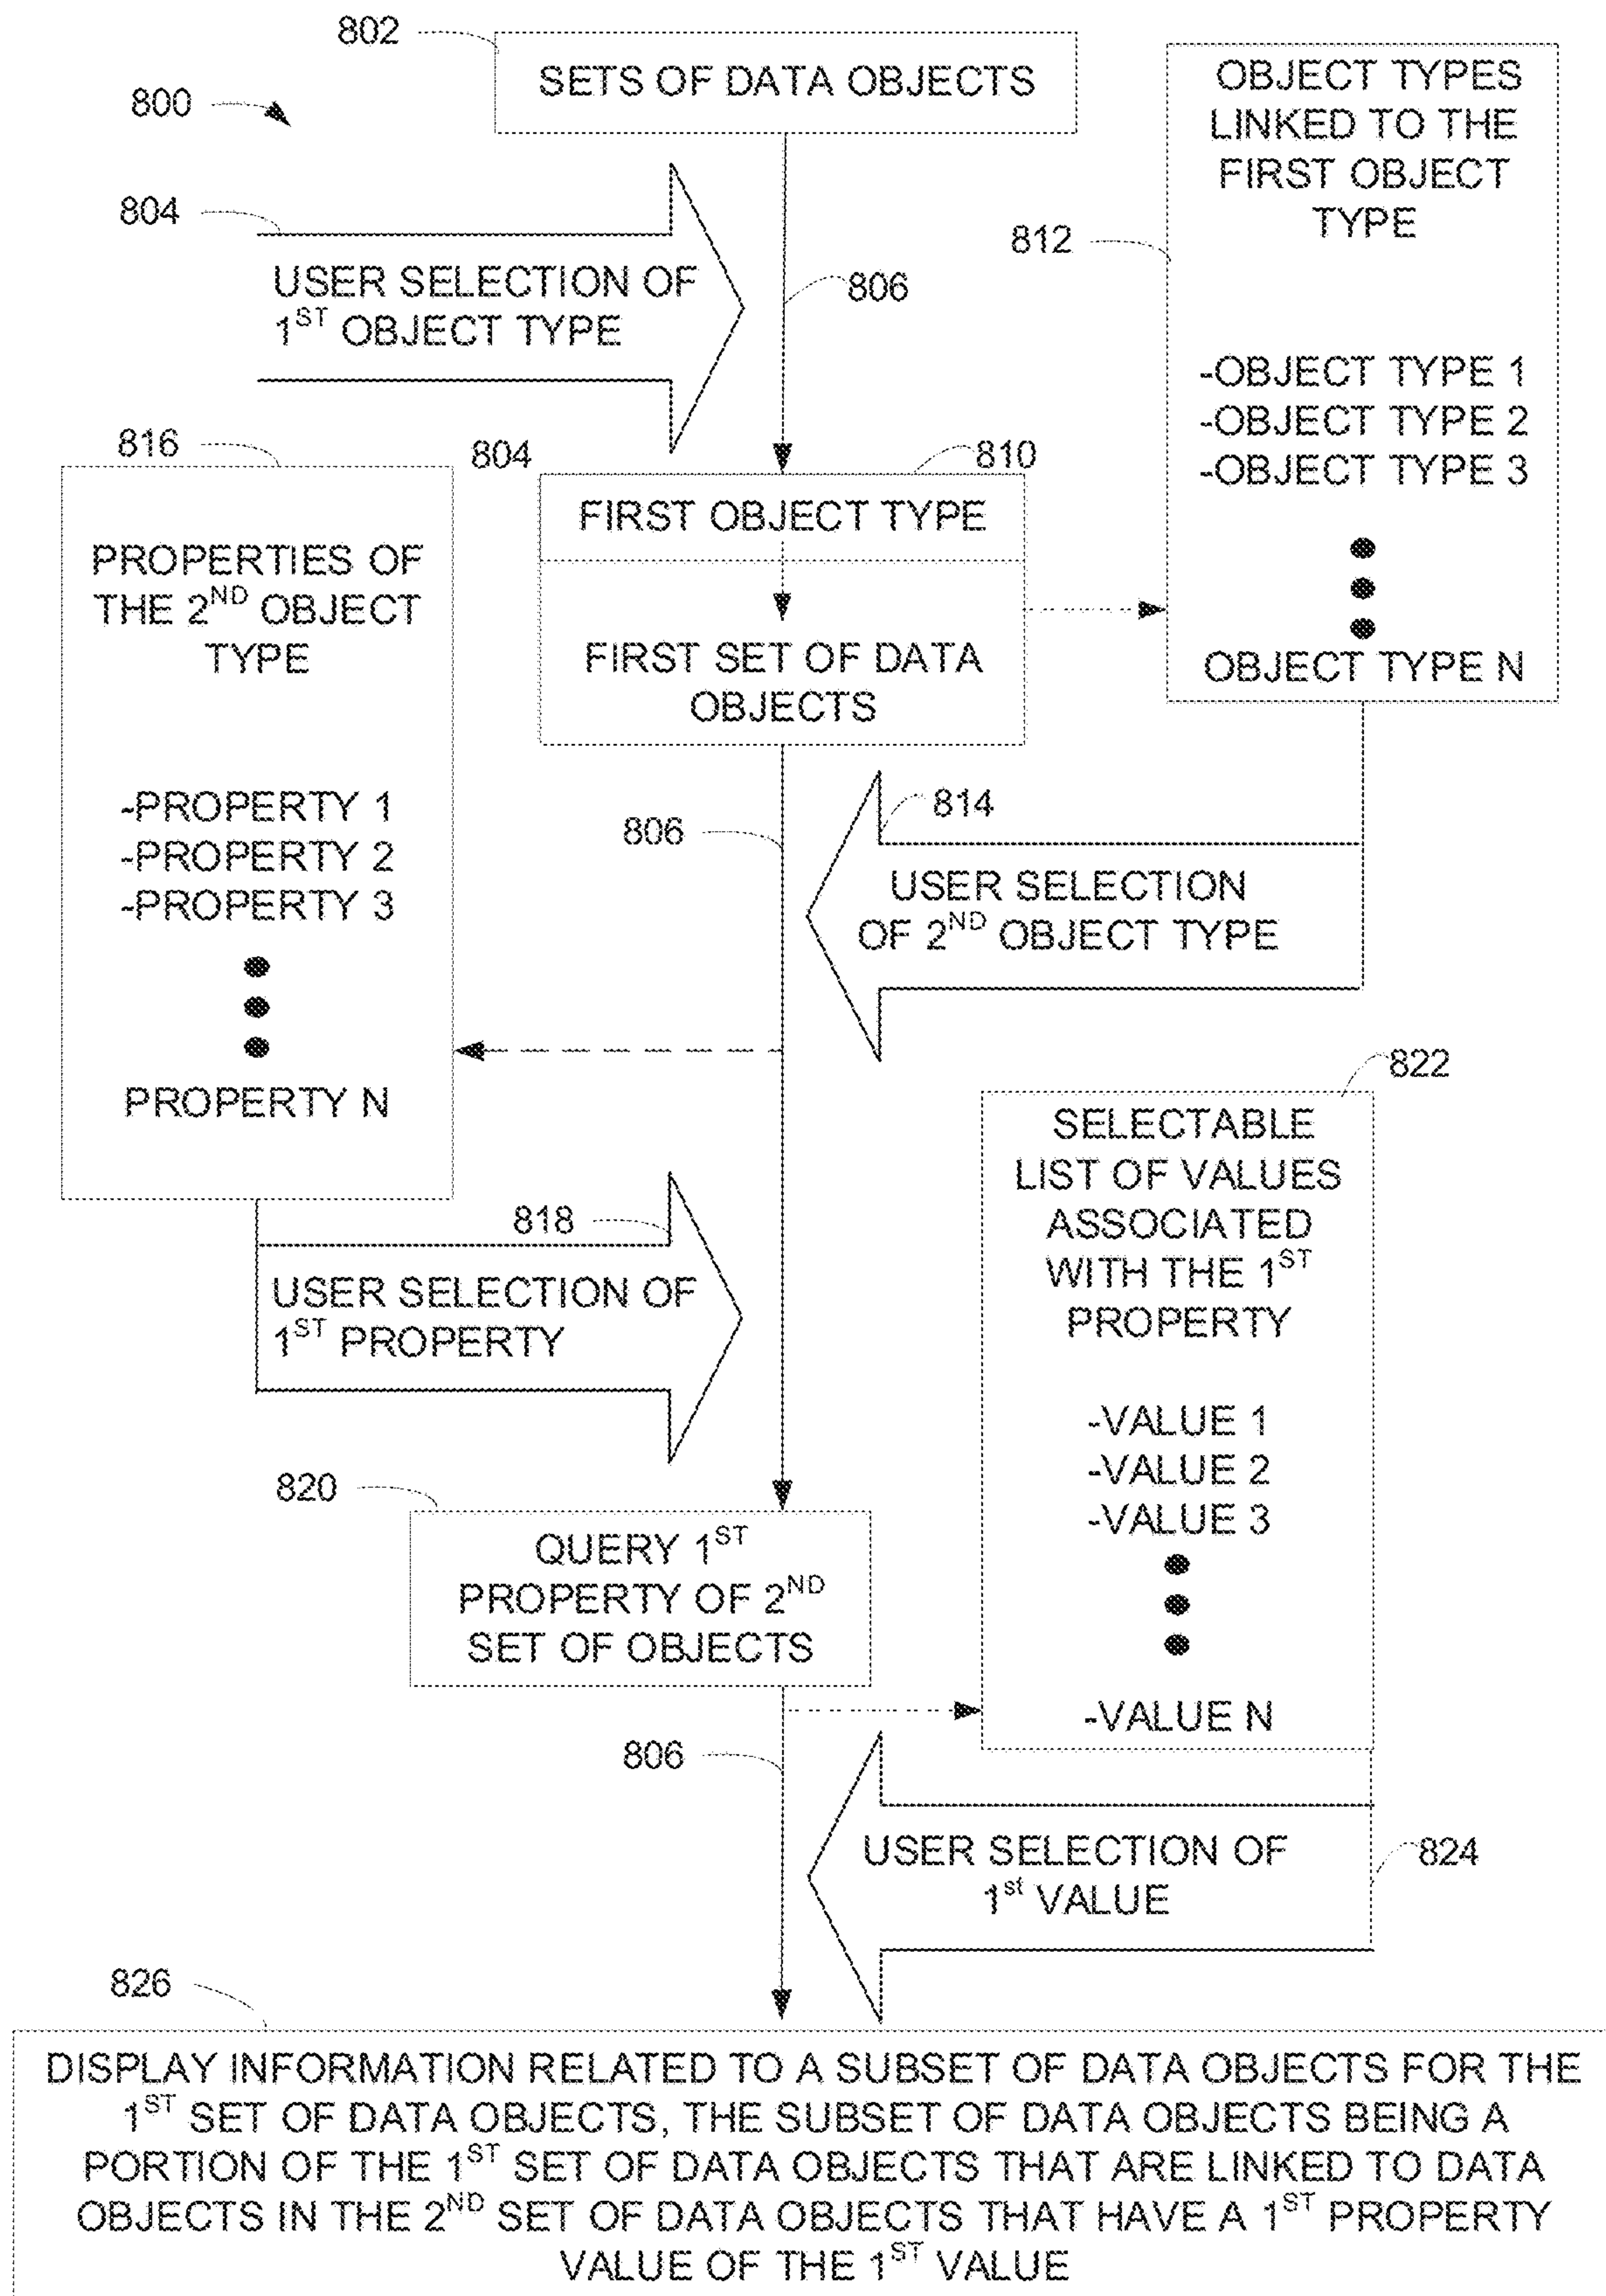 802
SETS OF DATA OBJECTS
800
OBJECT TYPES
LINKED TO THE
FIRST OBJECT
TYPE
-OBJECT TYPE 1
-OBJECT TYPE 2
-OBJECT TYPE 3
OBJECT TYPE N
812
804
USER SELECTION OF
1ST OBJECT TYPE
806
816
PROPERTIES OF
THE 2ND OBJECT
TYPE
-PROPERTY 1
-PROPERTY 2
-PROPERTY 3
PROPERTY N
804
810
FIRST OBJECT TYPE
FIRST SET OF DATA
OBJECTS
806
814
USER SELECTION
OF 2ND OBJECT TYPE
822
SELECTABLE
LIST OF VALUES
ASSOCIATED
WITH THE 1ST
PROPERTY
-VALUE 1
-VALUE 2
-VALUE 3
-VALUE N
818
USER SELECTION OF
1ST PROPERTY
820
QUERY 1ST
PROPERTY OF 2ND
SET OF OBJECTS
806
USER SELECTION OF
1st VALUE
824
826
DISPLAY INFORMATION RELATED TO A SUBSET OF DATA OBJECTS FOR THE
1ST SET OF DATA OBJECTS, THE SUBSET OF DATA OBJECTS BEING A
PORTION OF THE 1ST SET OF DATA OBJECTS THAT ARE LINKED TO DATA
OBJECTS IN THE 2ND SET OF DATA OBJECTS THAT HAVE A 1ST PROPERTY
VALUE OF THE 1ST VALUE